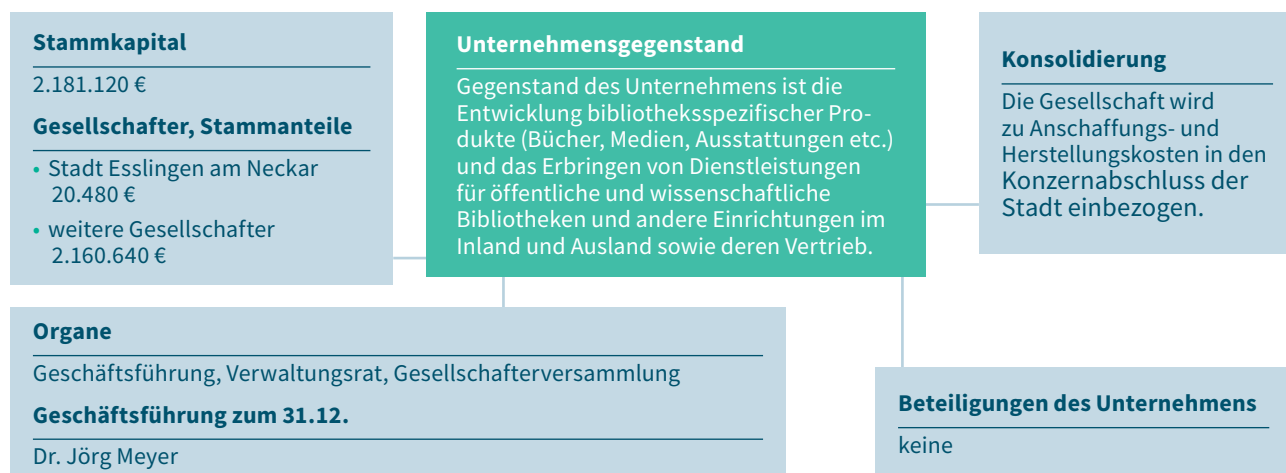 Stammkapital
2.181.120 €
Gesellschafter, Stammanteile
• Stadt Esslingen am Neckar
20.480 €
• weitere Gesellschafter
2.160.640 €
Unternehmensgegenstand
Gegenstand des Unternehmens ist die
Entwicklung bibliotheksspezifischer Pro-
dukte (Bücher, Medien, Ausstattungen etc.)
und das Erbringen von Dienstleistungen
für öffentliche und wissenschaftliche
Bibliotheken und andere Einrichtungen im
Inland und Ausland sowie deren Vertrieb.
Konsolidierung
Die Gesellschaft wird
zu Anschaffungs- und
Herstellungskosten in den
Konzernabschluss der
Stadt einbezogen.
Organe
Geschäftsführung, Verwaltungsrat, Gesellschafterversammlung
Geschäftsführung zum 31.12.
Dr. Jörg Meyer
Beteiligungen des Unternehmens
keine